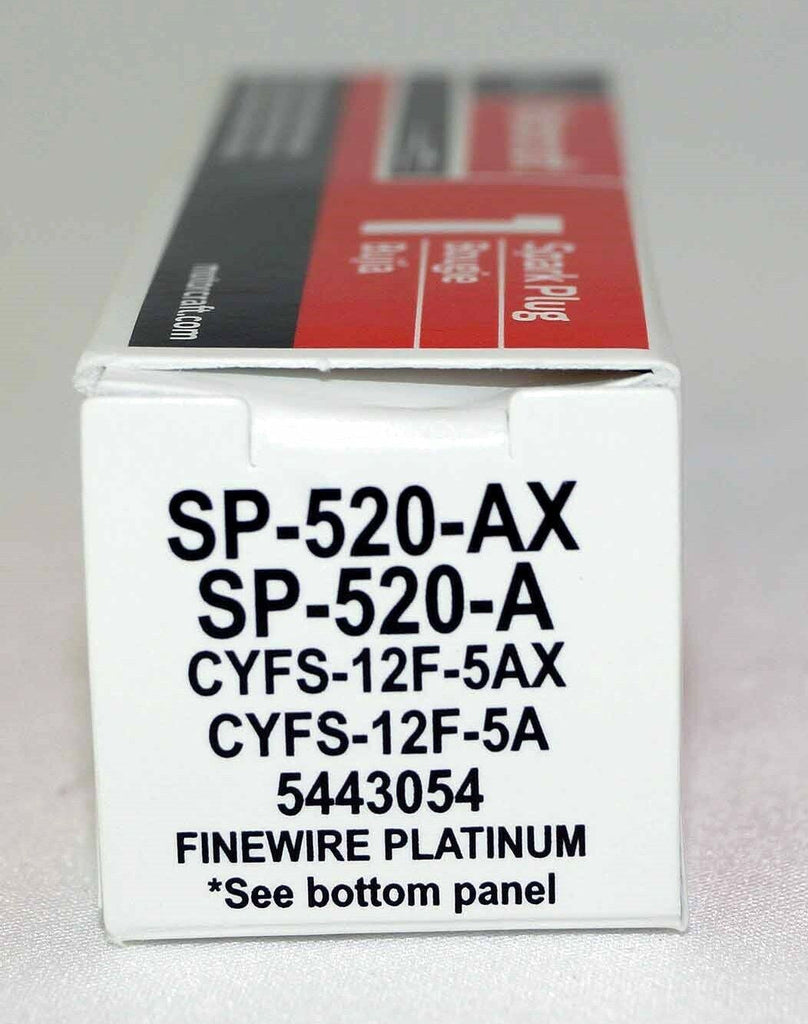 1
Spark Plug
Bougie
Bujía
motorcraft.com
SP-520-AX
SP-520-A
CYFS-12F-5AX
CYFS-12F-5A
5443054
FINEWIRE PLATINUM
*See bottom panel